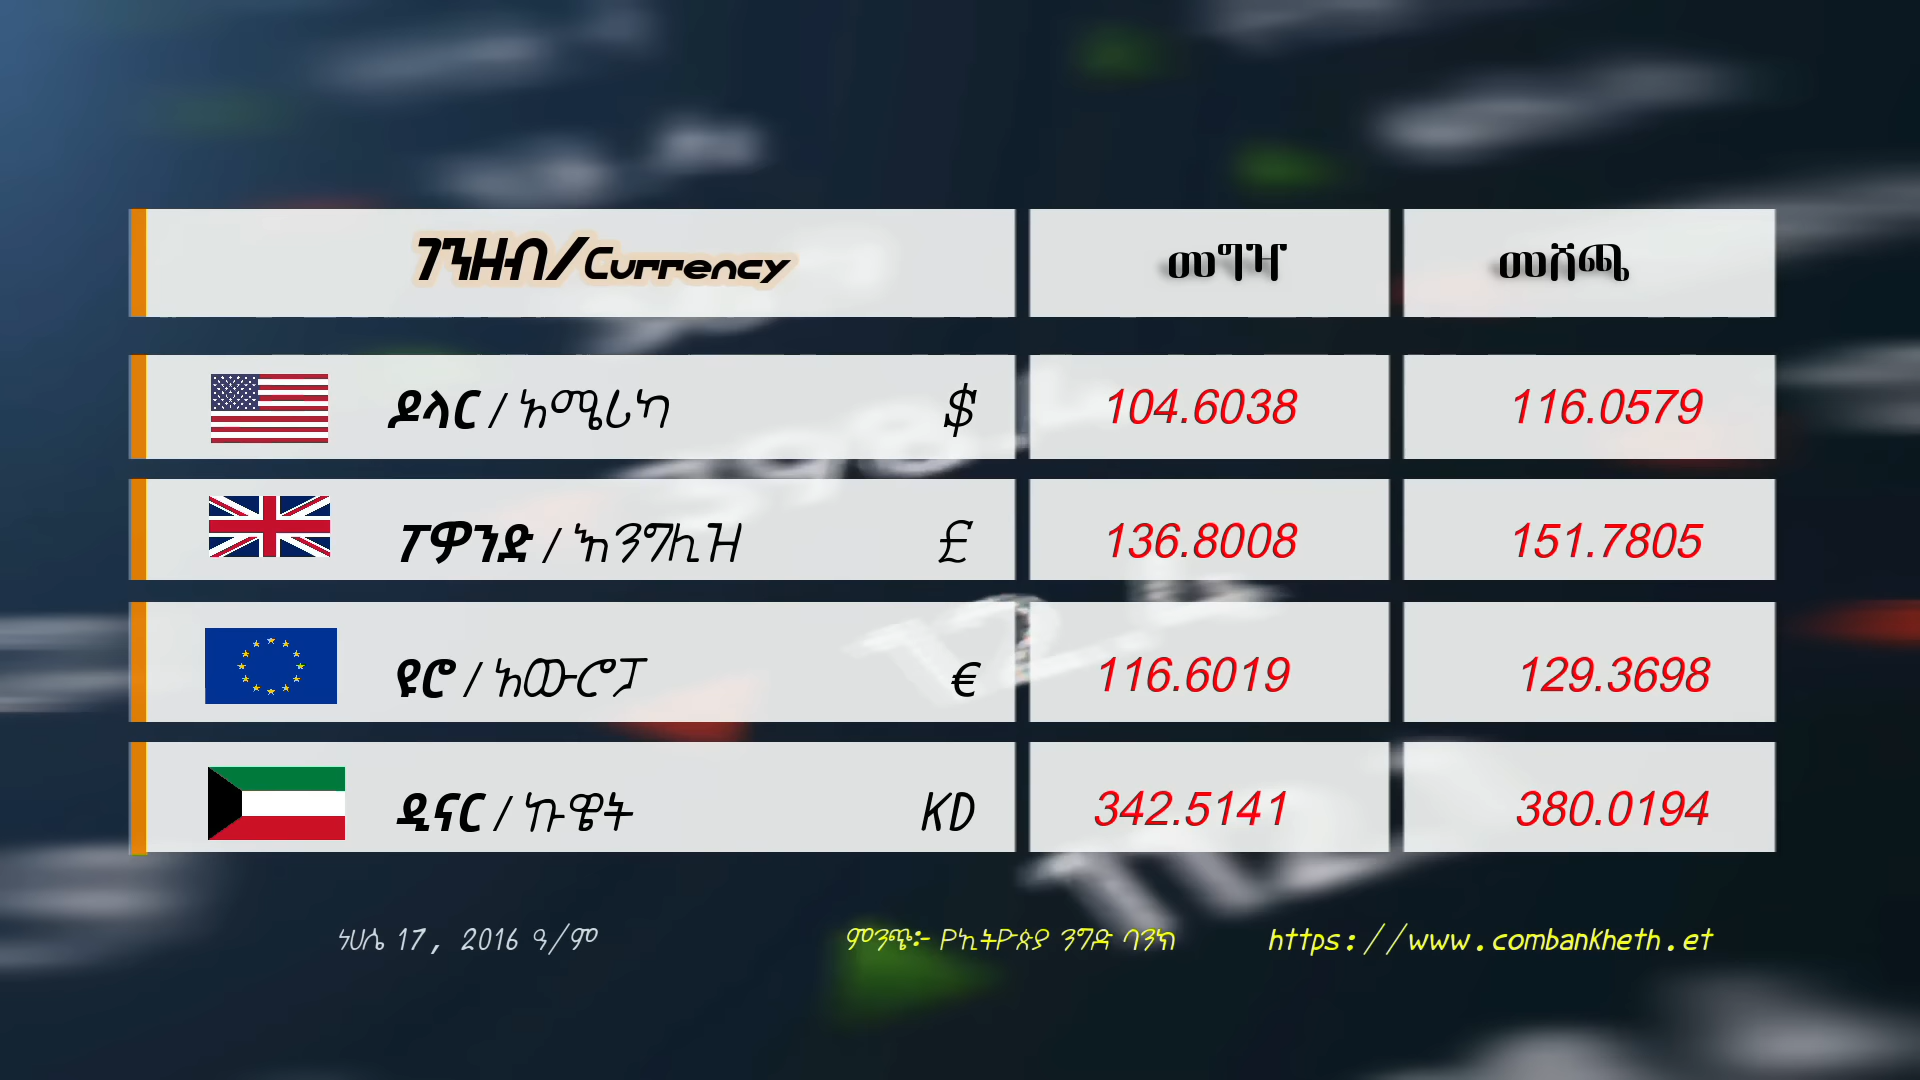 ገንዘብ/Currency መግዣ መሸጫ
ዶላር / አሜሪካ $ 104.6038 116.0579
ፖዎንድ / እንግሊዝ £ 136.8008 151.7805
ዩሮ / አውሮፓ € 116.6019 129.3698
ዲናር / ኩዌት KD 342.5141 380.0194
ነሀሴ 17, 2016 ዓ/ም ምንጭ፡- የኢትዮጵያ ንግድ ባንክ https://www.combankheth.et